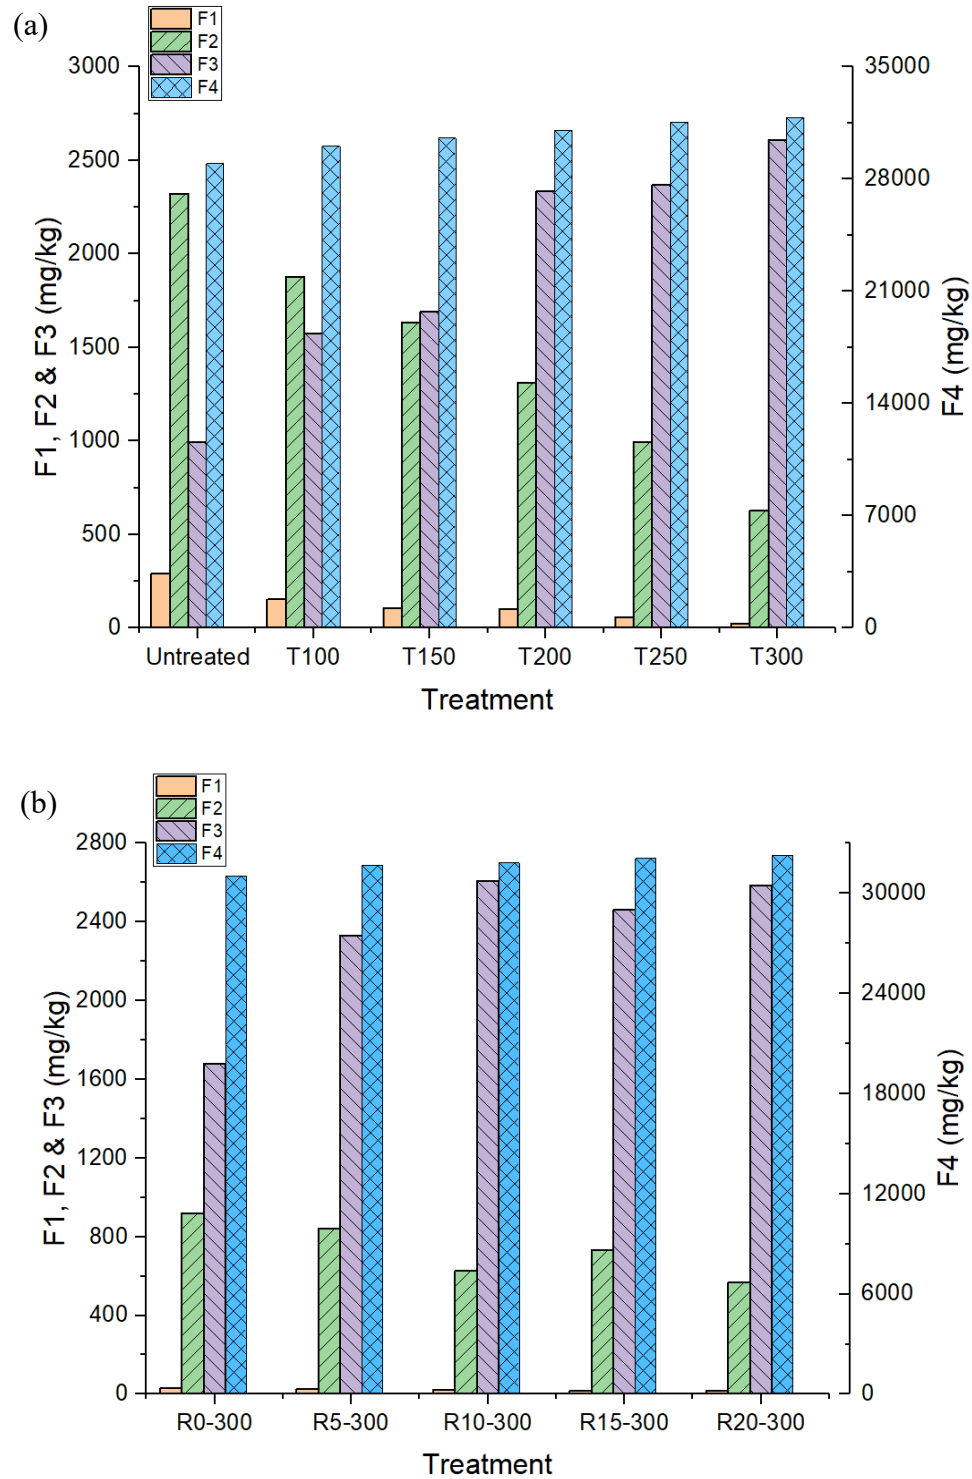 (a)
F1
F2
F3
F4
3000
2500
2000
1500
1000
500
0
F1, F2 & F3 (mg/kg)
35000
28000
21000
14000
7000
0
F4 (mg/kg)
Untreated T100 T150 T200 T250 T300
Treatment
(b)
F1
F2
F3
F4
2800
2400
2000
1600
1200
800
400
0
F1, F2 & F3 (mg/kg)
30000
24000
18000
12000
6000
0
F4 (mg/kg)
R0-300 R5-300 R10-300 R15-300 R20-300
Treatment